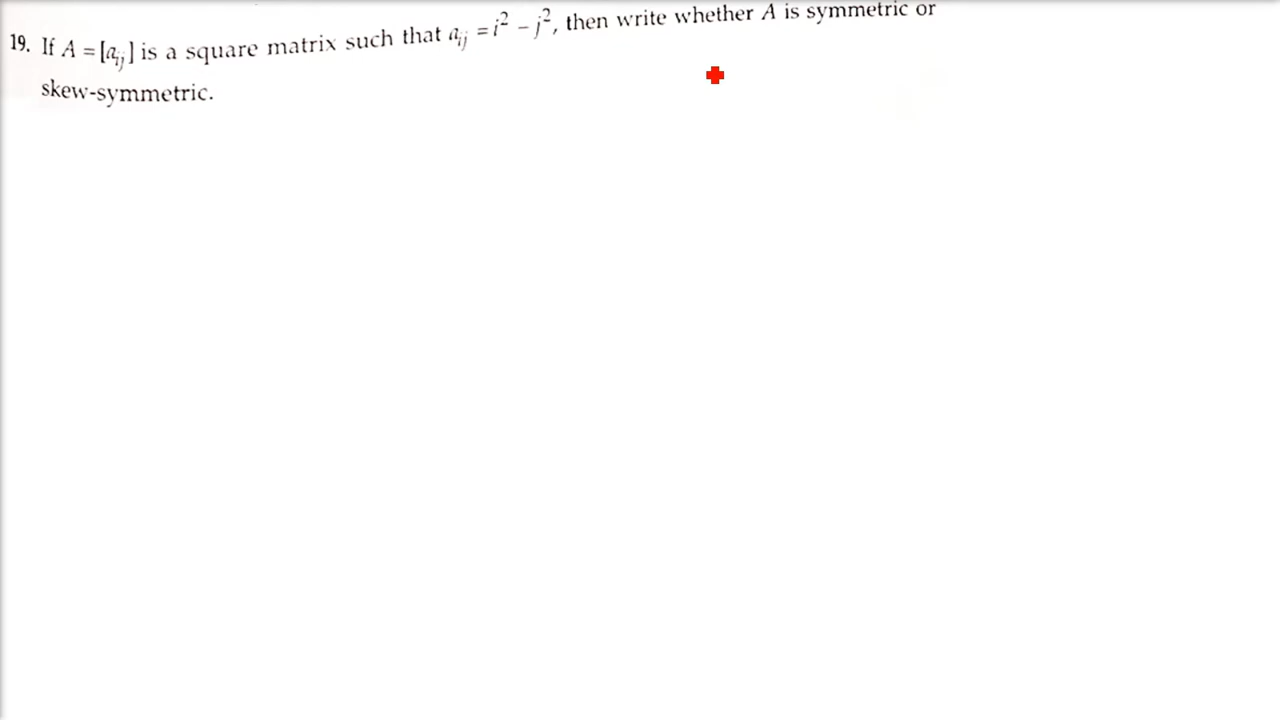 19. If A = [a_ij] is a square matrix such that a_ij = i² – j², then write whether A is symmetric or
skew-symmetric.